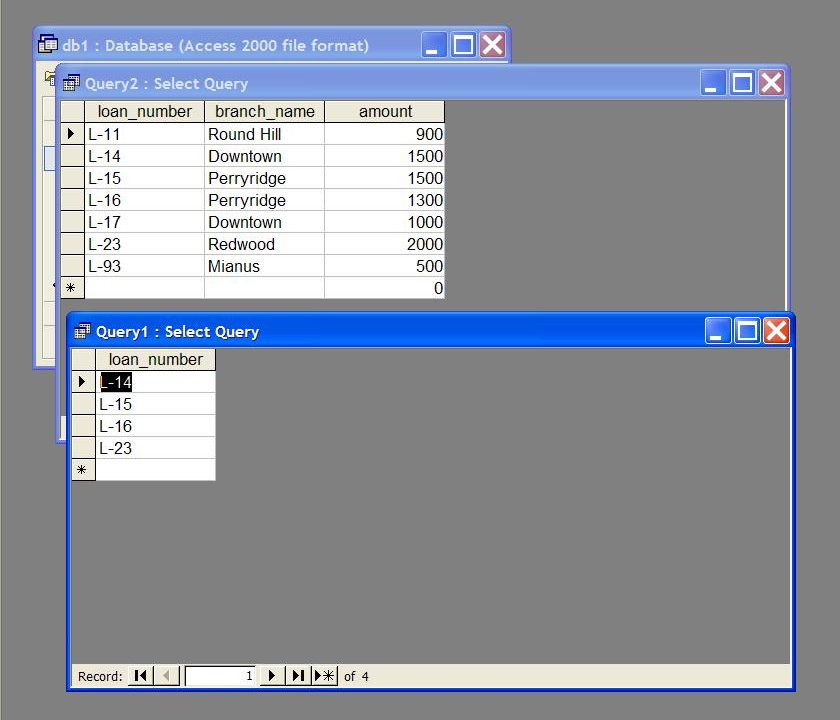 db1 : Database (Access 2000 file format)
Query2 : Select Query
loan_number branch_name amount
L-11 Round Hill 900
L-14 Downtown 1500
L-15 Perryridge 1500
L-16 Perryridge 1300
L-17 Downtown 1000
L-23 Redwood 2000
L-93 Mianus 500
* 0
Query1 : Select Query
loan_number
L-14
L-15
L-16
L-23
*
Record: 1 of 4